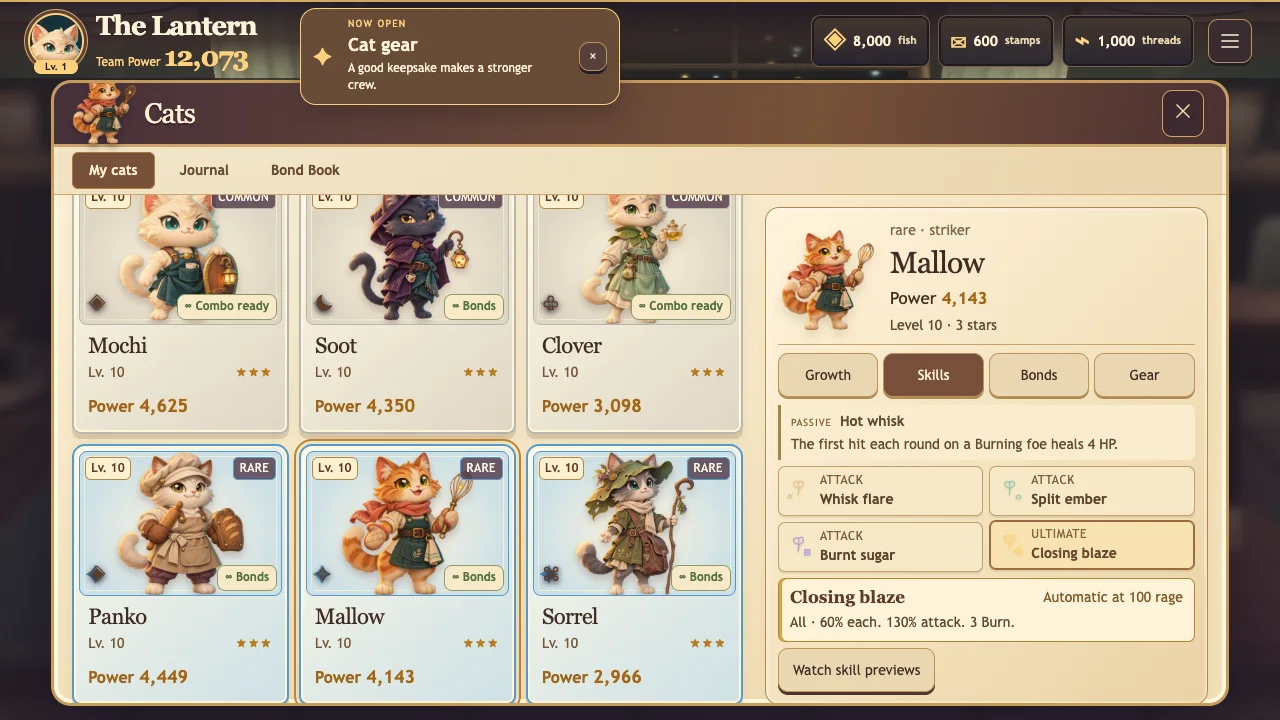 The Lantern
Lv. 1
Team Power 12,073
NOW OPEN
Cat gear
A good keepsake makes a stronger
crew.
×
8,000 fish
600 stamps
1,000 threads
Cats
My cats
Journal
Bond Book
Lv. 10
COMMON
∞ Combo ready
Mochi
Lv. 10
★★★
Power 4,625
Lv. 10
COMMON
∞ Bonds
Soot
Lv. 10
★★★
Power 4,350
Lv. 10
COMMON
∞ Combo ready
Clover
Lv. 10
★★★
Power 3,098
Lv. 10
RARE
∞ Bonds
Panko
Lv. 10
★★★
Power 4,449
Lv. 10
RARE
∞ Bonds
Mallow
Lv. 10
★★★
Power 4,143
Lv. 10
RARE
∞ Bonds
Sorrel
Lv. 10
★★★
Power 2,966
rare · striker
Mallow
Power 4,143
Level 10 · 3 stars
Growth
Skills
Bonds
Gear
PASSIVE Hot whisk
The first hit each round on a Burning foe heals 4 HP.
ATTACK
Whisk flare
ATTACK
Split ember
ATTACK
Burnt sugar
ULTIMATE
Closing blaze
Closing blaze
Automatic at 100 rage
All · 60% each. 130% attack. 3 Burn.
Watch skill previews